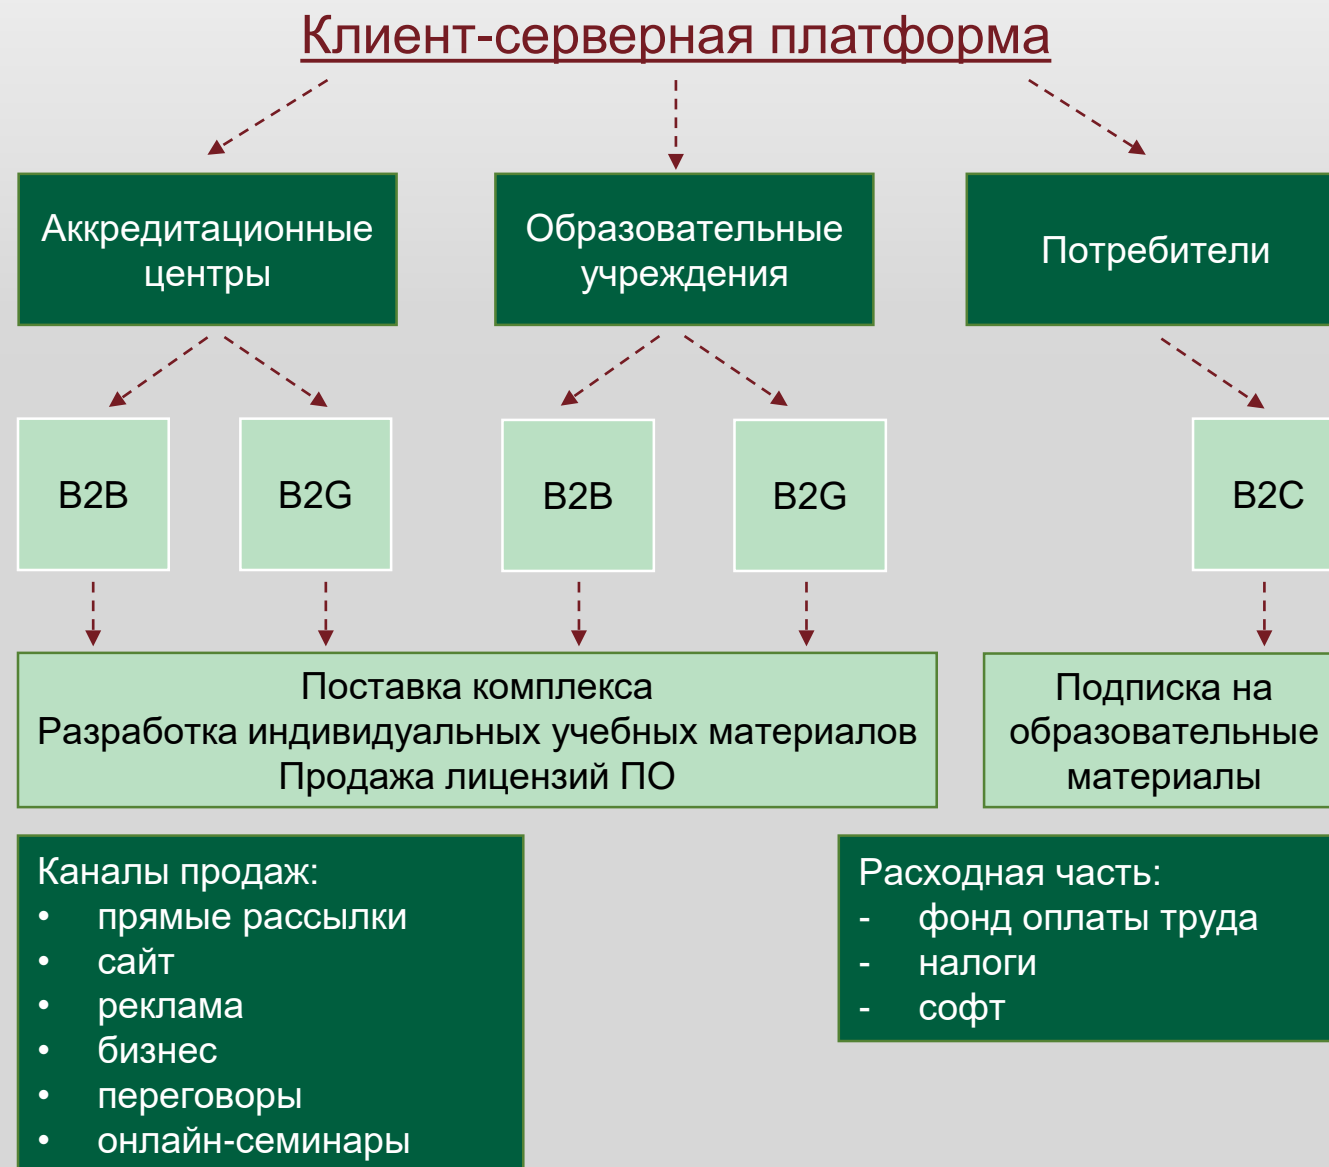 Клиент-серверная платформа
Аккредитационные
центры
Образовательные
учреждения
Потребители
B2B
B2G
B2B
B2G
B2C
Поставка комплекса
Разработка индивидуальных учебных материалов
Продажа лицензий ПО
Подписка на
образовательные
материалы
Каналы продаж:
• прямые рассылки
• сайт
• реклама
• бизнес
• переговоры
• онлайн-семинары
Расходная часть:
- фонд оплаты труда
- налоги
- софт